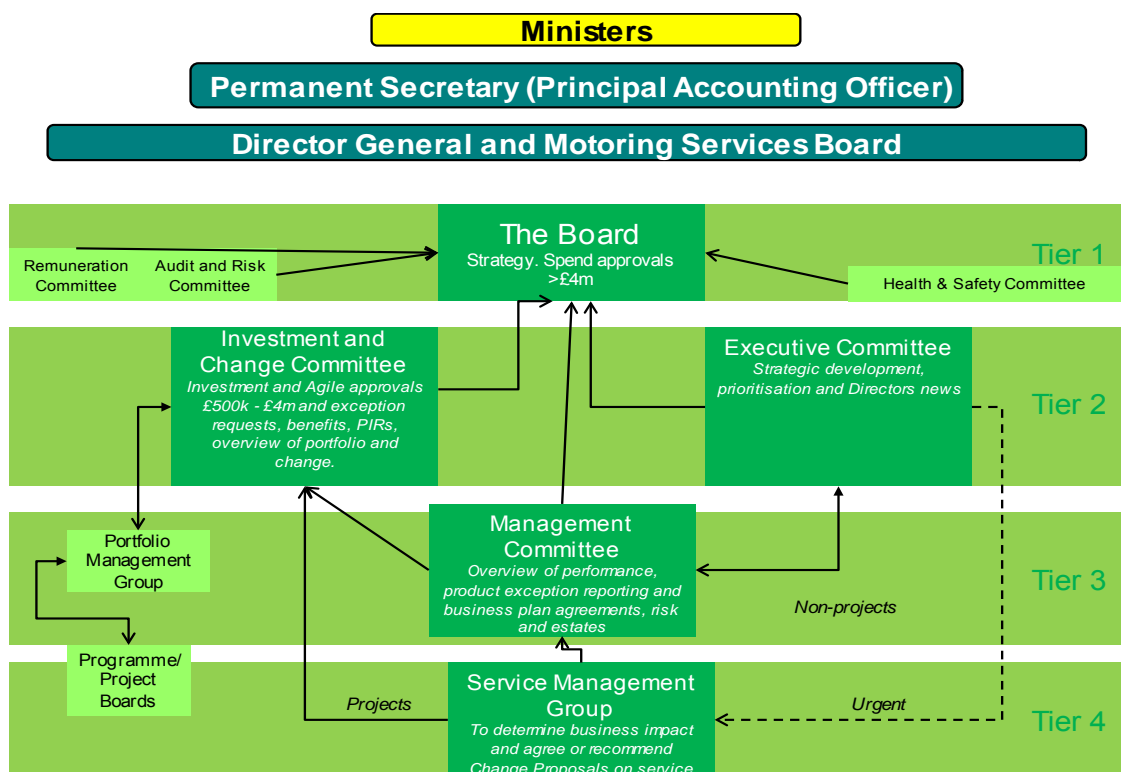 Ministers
Permanent Secretary (Principal Accounting Officer)
Director General and Motoring Services Board
The Board
Strategy. Spend approvals
>£4m
Tier 1
Remuneration
Committee
Audit and Risk
Committee
Health & Safety Committee
Investment and
Change Committee
Investment and Agile approvals
£500k - £4m and exception
requests, benefits, PIRs,
overview of portfolio and
change.
Executive Committee
Strategic development,
prioritisation and Directors news
Tier 2
Portfolio
Management
Group
Management
Committee
Overview of performance,
product exception reporting and
business plan agreements, risk
and estates
Non-projects
Tier 3
Programme/
Project
Boards
Projects
Service Management
Group
To determine business impact
and agree or recommend
Change Proposals on service
Urgent
Tier 4